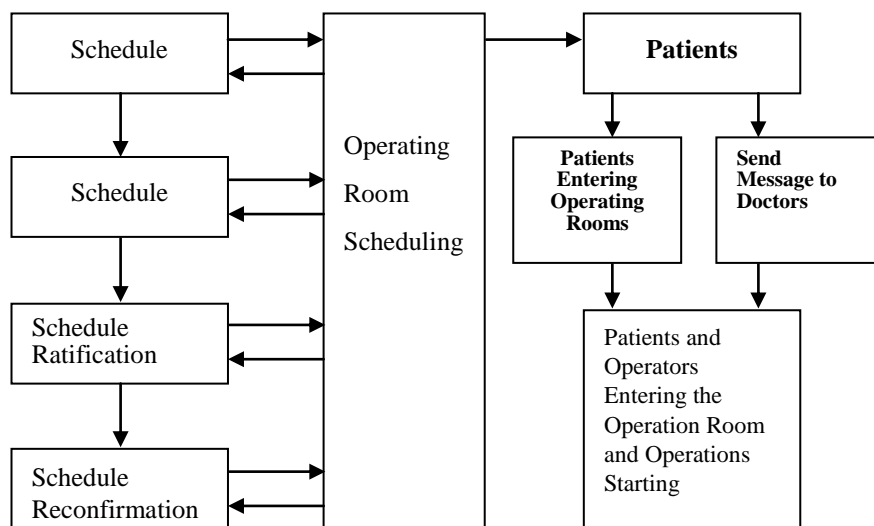 Schedule
Schedule
Schedule
Ratification
Schedule
Reconfirmation
Operating
Room
Scheduling
Patients
Patients
Entering
Operating
Rooms
Send
Message to
Doctors
Patients and
Operators
Entering the
Operation Room
and Operations
Starting